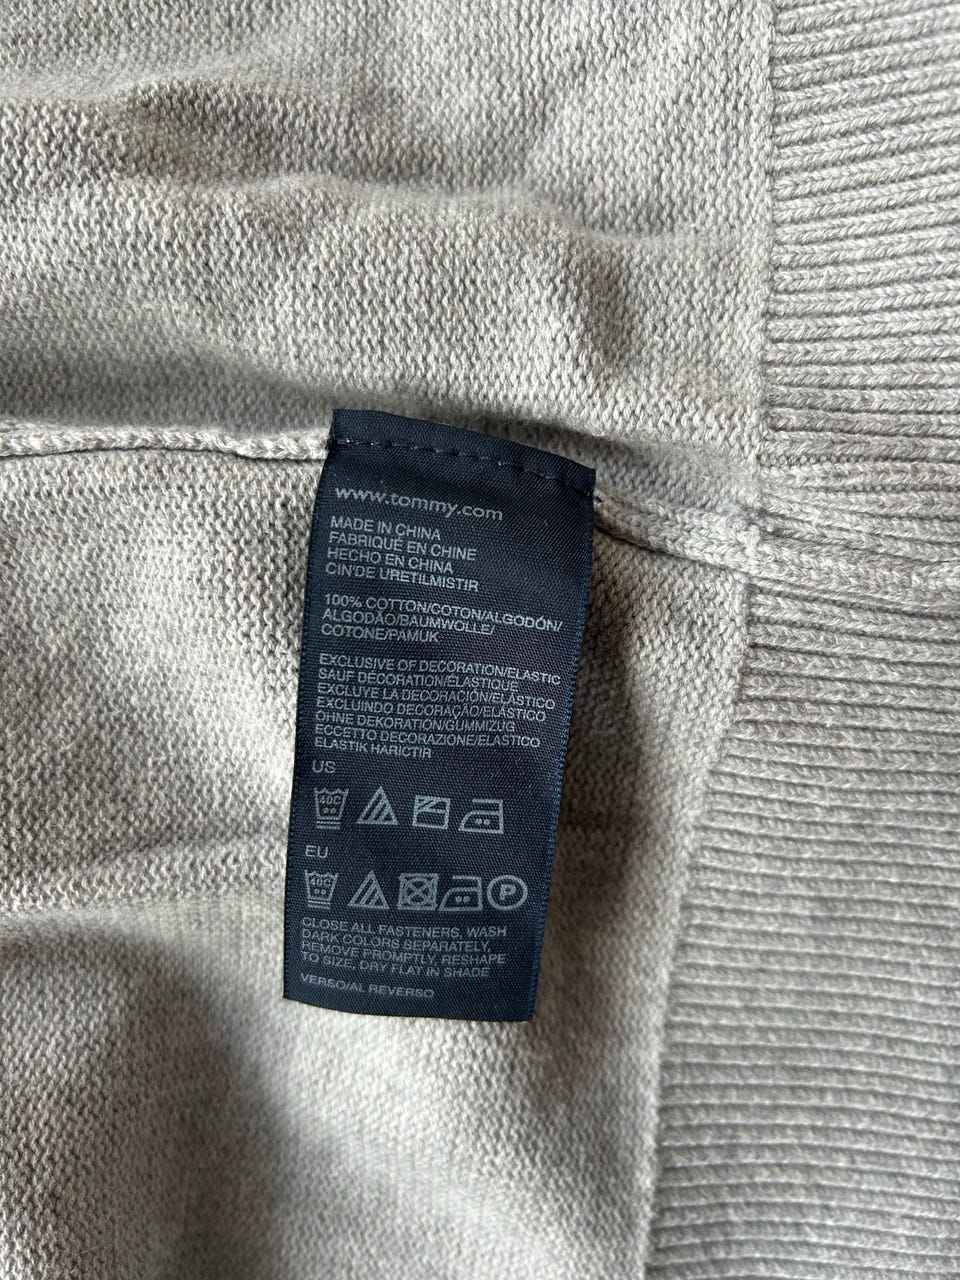 www.tommy.com
MADE IN CHINA
FABRIQUÉ EN CHINE
HECHO EN CHINA
CIN'DE URETILMISTIR
100% COTTON/COTON/ALGODÓN/
ALGODÃO/BAUMWOLLE/
COTONE/PAMUK
EXCLUSIVE OF DECORATION/ELASTIC
SAUF DÉCORATION/ELASTIQUE
EXCLUYE LA DECORACIÓN/ELÁSTICO
EXCLUINDO DECORAÇÃO/ELÁSTICO
OHNE DEKORATION/GUMMIZUG
ECCETTO DECORAZIONE/ELASTICO
ELASTIK HARICTIR
US
40C
EU
40C P
CLOSE ALL FASTENERS, WASH
DARK COLORS SEPARATELY,
REMOVE PROMPTLY, RESHAPE
TO SIZE, DRY FLAT IN SHADE
VERSO/AL REVERSO